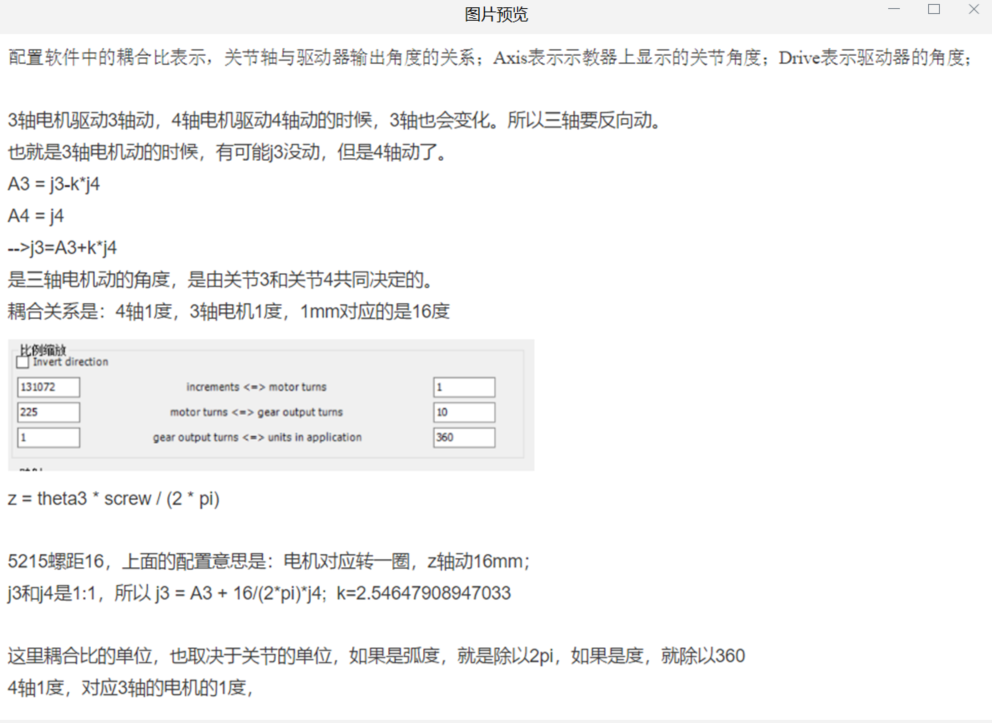 图片预览
配置软件中的耦合比表示，关节轴与驱动器输出角度的关系；Axis表示示教器上显示的关节角度；Drive表示驱动器的角度；
3轴电机驱动3轴动，4轴电机驱动4轴动的时候，3轴也会变化。所以三轴要反向动。
也就是3轴电机动的时候，有可能j3没动，但是4轴动了。
A3 = j3-k*j4
A4 = j4
-->j3=A3+k*j4
是三轴电机动的角度，是由关节3和关节4共同决定的。
耦合关系是：4轴1度，3轴电机1度，1mm对应的是16度
比例缩放
Invert direction
131072 increments <=> motor turns 1
225 motor turns <=> gear output turns 10
1 gear output turns <=> units in application 360
z = theta3 * screw / (2 * pi)
5215螺距16，上面的配置意思是：电机对应转一圈，z轴动16mm；
j3和j4是1:1，所以 j3 = A3 + 16/(2*pi)*j4；k=2.54647908947033
这里耦合比的单位，也取决于关节的单位，如果是弧度，就是除以2pi，如果是度，就除以360
4轴1度，对应3轴的电机的1度，